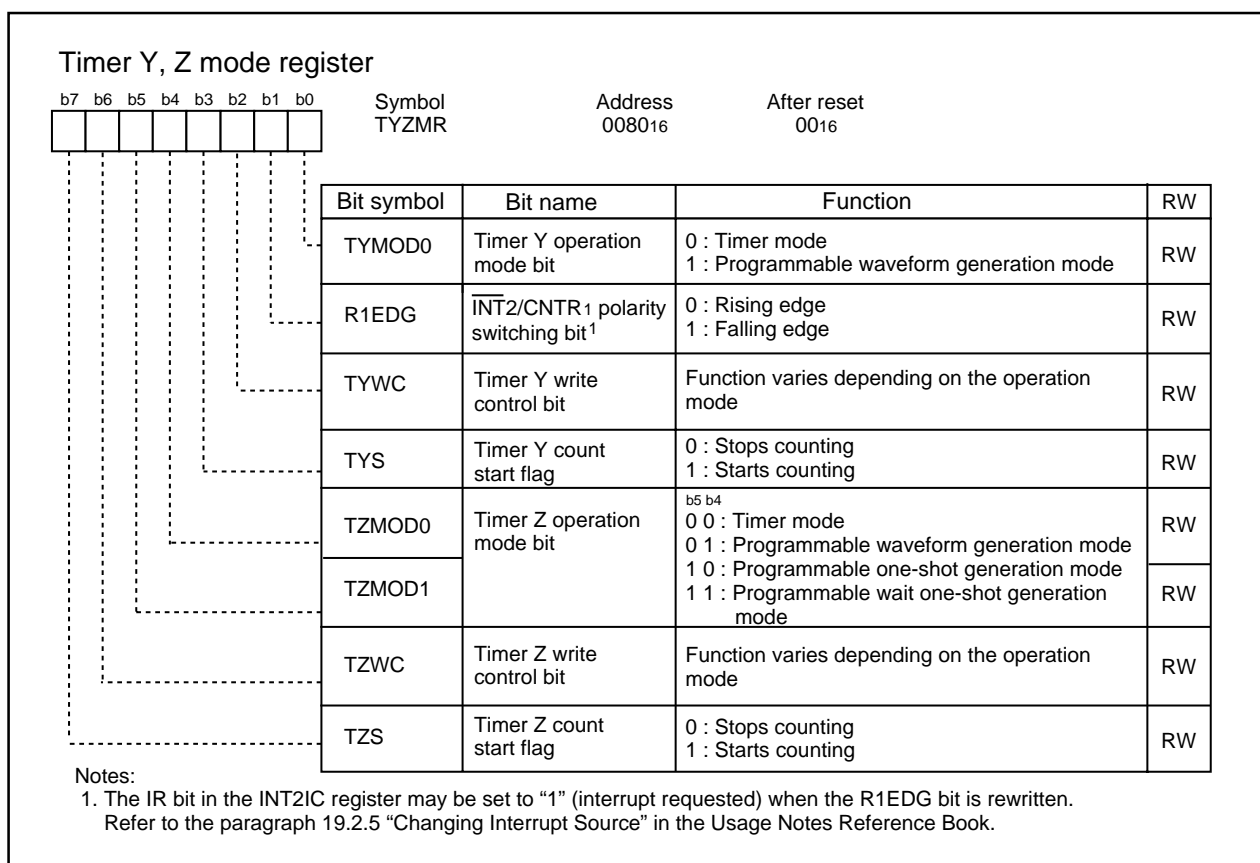 Timer Y, Z mode register
b7 b6 b5 b4 b3 b2 b1 b0
Symbol Address After reset
TYZMR 008016 0016
Bit symbol Bit name Function RW
TYMOD0 Timer Y operation mode bit 0 : Timer mode RW
1 : Programmable waveform generation mode
R1EDG INT2/CNTR1 polarity switching bit1 0 : Rising edge RW
1 : Falling edge
TYWC Timer Y write control bit Function varies depending on the operation mode RW
TYS Timer Y count start flag 0 : Stops counting RW
1 : Starts counting
TZMOD0 Timer Z operation mode bit b5 b4 RW
0 0 : Timer mode
0 1 : Programmable waveform generation mode
1 0 : Programmable one-shot generation mode
TZMOD1 1 1 : Programmable wait one-shot generation mode RW
TZWC Timer Z write control bit Function varies depending on the operation mode RW
TZS Timer Z count start flag 0 : Stops counting RW
1 : Starts counting
Notes:
1. The IR bit in the INT2IC register may be set to “1” (interrupt requested) when the R1EDG bit is rewritten.
Refer to the paragraph 19.2.5 “Changing Interrupt Source” in the Usage Notes Reference Book.